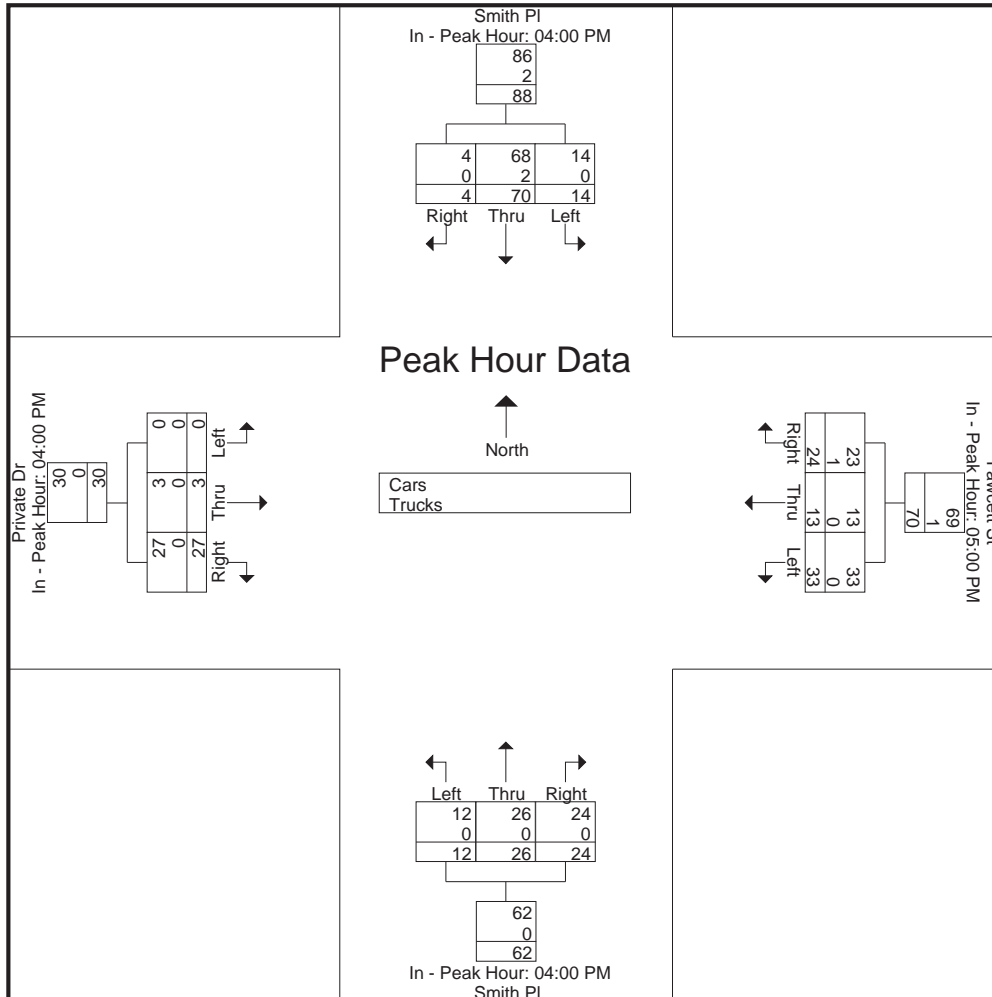 Smith Pl
In - Peak Hour: 04:00 PM
86
2
88
4 68 14
0 2 0
4 70 14
Right Thru Left
Peak Hour Data
North
Cars
Trucks
Private Dr
In - Peak Hour: 04:00 PM
30
0
30
0 0 0
3 0 3
27 0 27
Left
Thru
Right
Fawcett St
In - Peak Hour: 05:00 PM
69
1
70
23 13 33
1 0 0
24 13 33
Right Thru Left
Left Thru Right
12 26 24
0 0 0
12 26 24
62
0
62
In - Peak Hour: 04:00 PM
Smith Pl